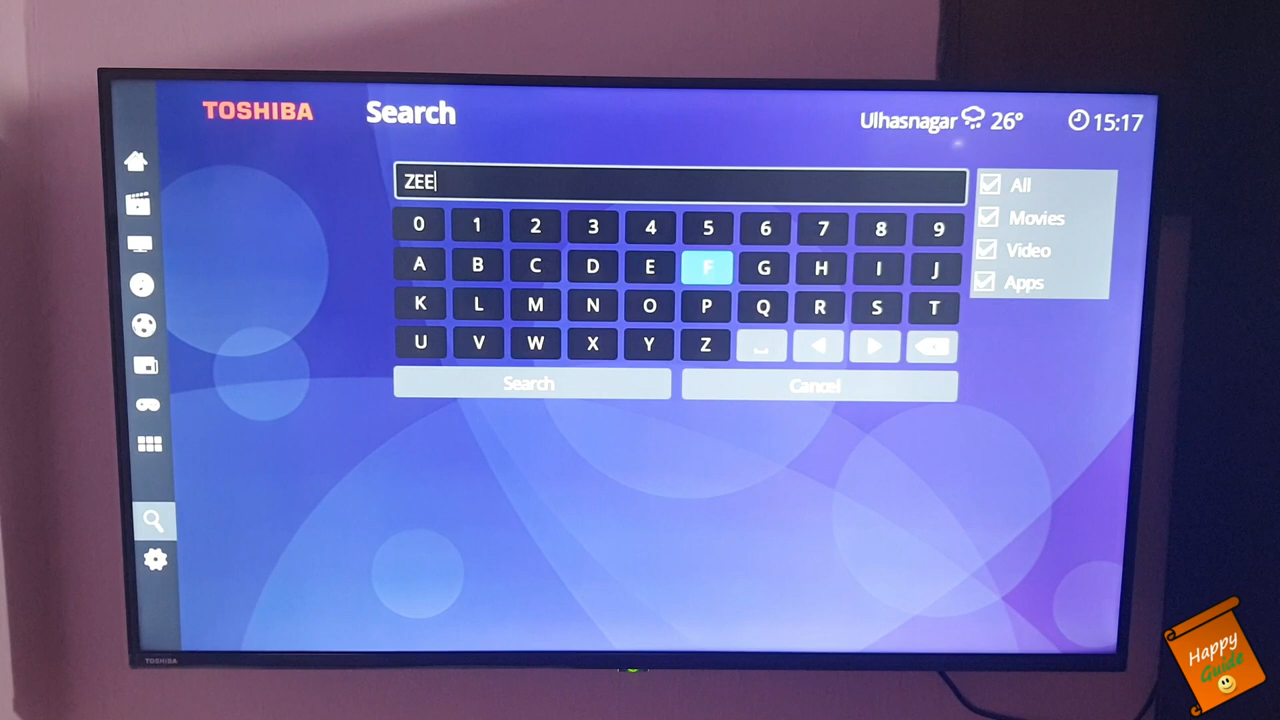 TOSHIBA Search Ulhasnagar 26° 15:17
ZEE
All
Movies
Video
Apps
0 1 2 3 4 5 6 7 8 9
A B C D E F G H I J
K L M N O P Q R S T
U V W X Y Z
Search Cancel
TOSHIBA
Happy
Guide